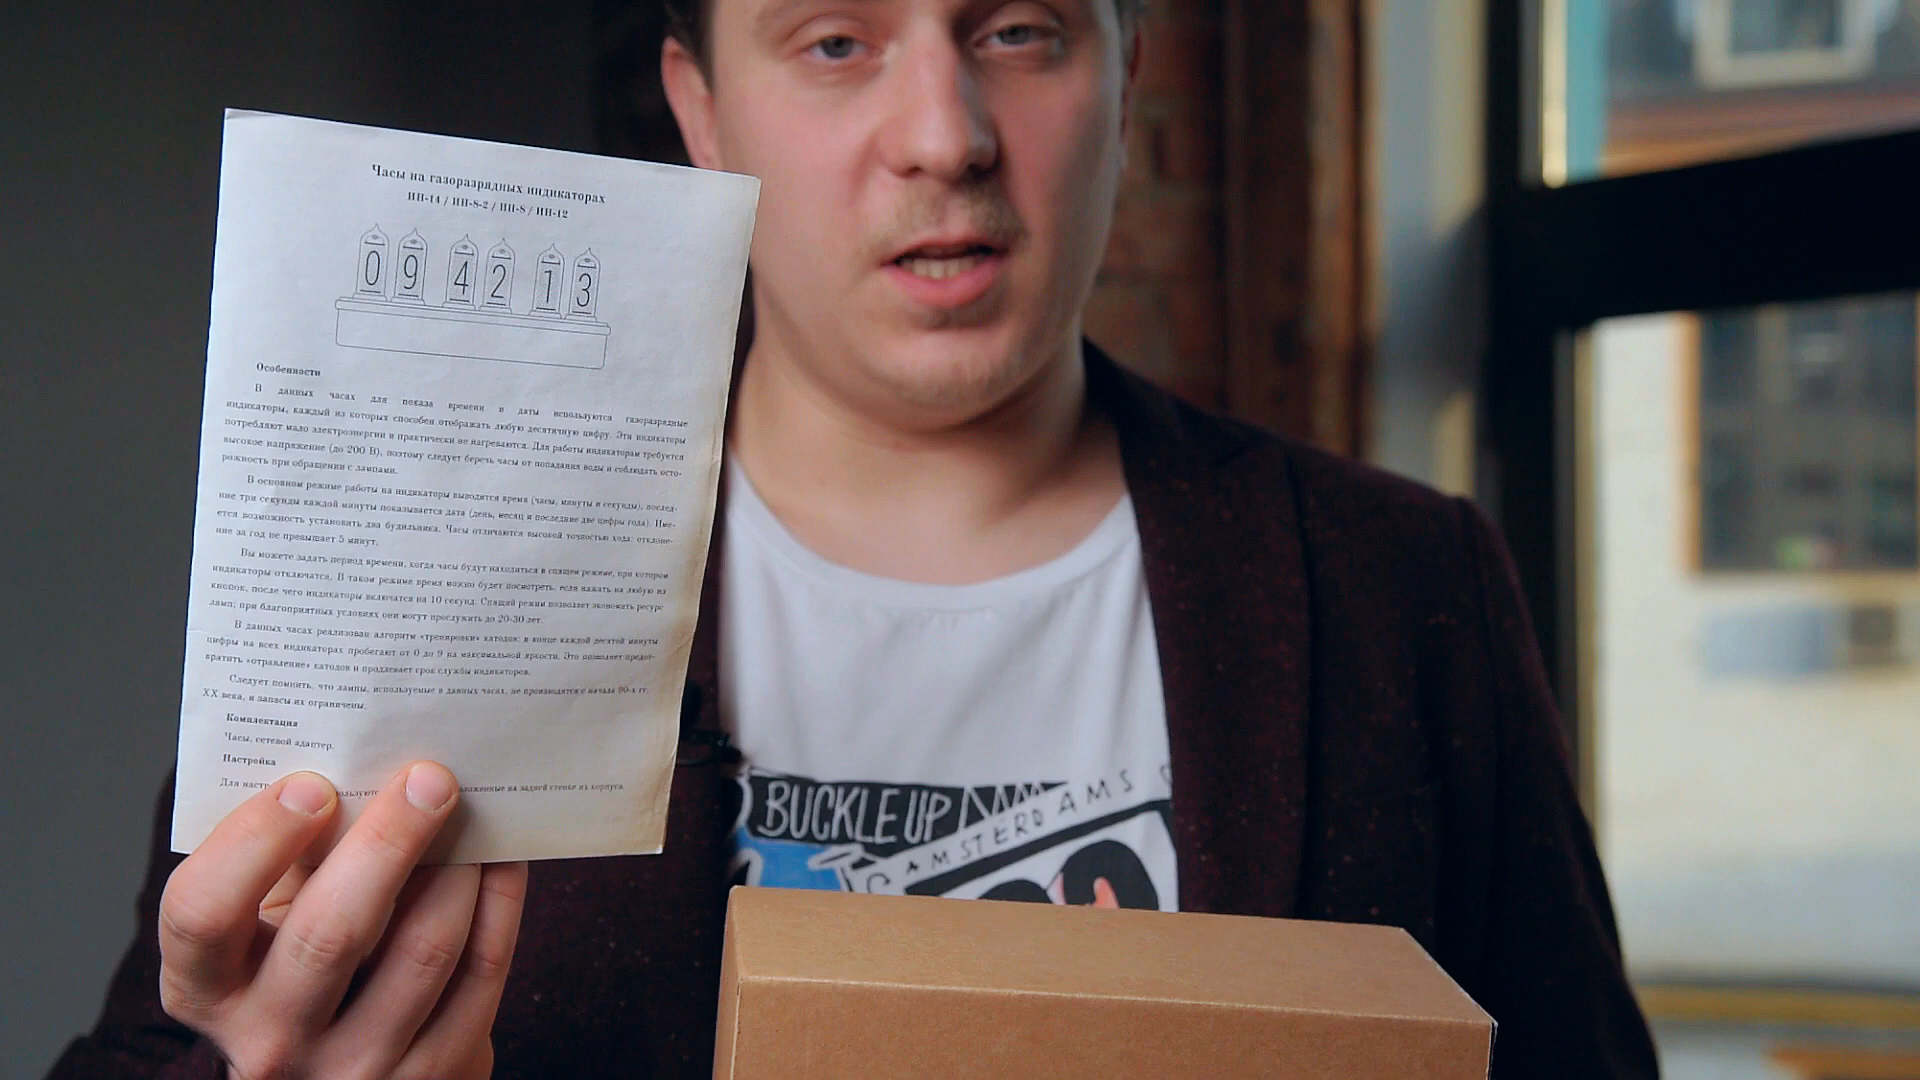 Часы на газоразрядных индикаторах
ИН-14 / ИН-8-2 / ИН-8 / ИН-12
09 42 13
Особенности
В данных часах для показа времени и даты используются газоразрядные
индикаторы, каждый из которых способен отображать любую десятичную цифру. Эти индикаторы
потребляют мало электроэнергии и практически не нагреваются. Для работы индикаторам требуется
высокое напряжение (до 200 В), поэтому следует беречь часы от попадания воды и соблюдать осто-
рожность при обращении с лампами.
В основном режиме работы на индикаторы выводятся время (часы, минуты и секунды), послед-
ние три секунды каждой минуты показывается дата (день, месяц и последние две цифры года). Име-
ется возможность установить два будильника. Часы отличаются высокой точностью хода: отклоне-
ние за год не превышает 5 минут.
Вы можете задать период времени, когда часы будут находиться в спящем режиме, при котором
индикаторы отключатся. В таком режиме время можно будет посмотреть, если нажать на любую из
кнопок, после чего индикаторы включатся на 10 секунд. Спящий режим позволяет экономить ресурс
ламп; при благоприятных условиях они могут прослужить до 20-30 лет.
В данных часах реализован алгоритм «тренировки» катодов: в конце каждой десятой минуты
цифры на всех индикаторах пробегают от 0 до 9 на максимальной яркости. Это позволяет предот-
вратить «отравление» катодов и продлевает срок службы индикаторов.
Следует помнить, что лампы, используемые в данных часах, не производятся с начала 90-х гг.
XX века, и запасы их ограничены.
Комплектация
Часы, сетевой адаптер.
Настройка
Для настр ользуютс оложенные на задней стенке их корпуса.
BUCKLE UP
AMSTERDAMS